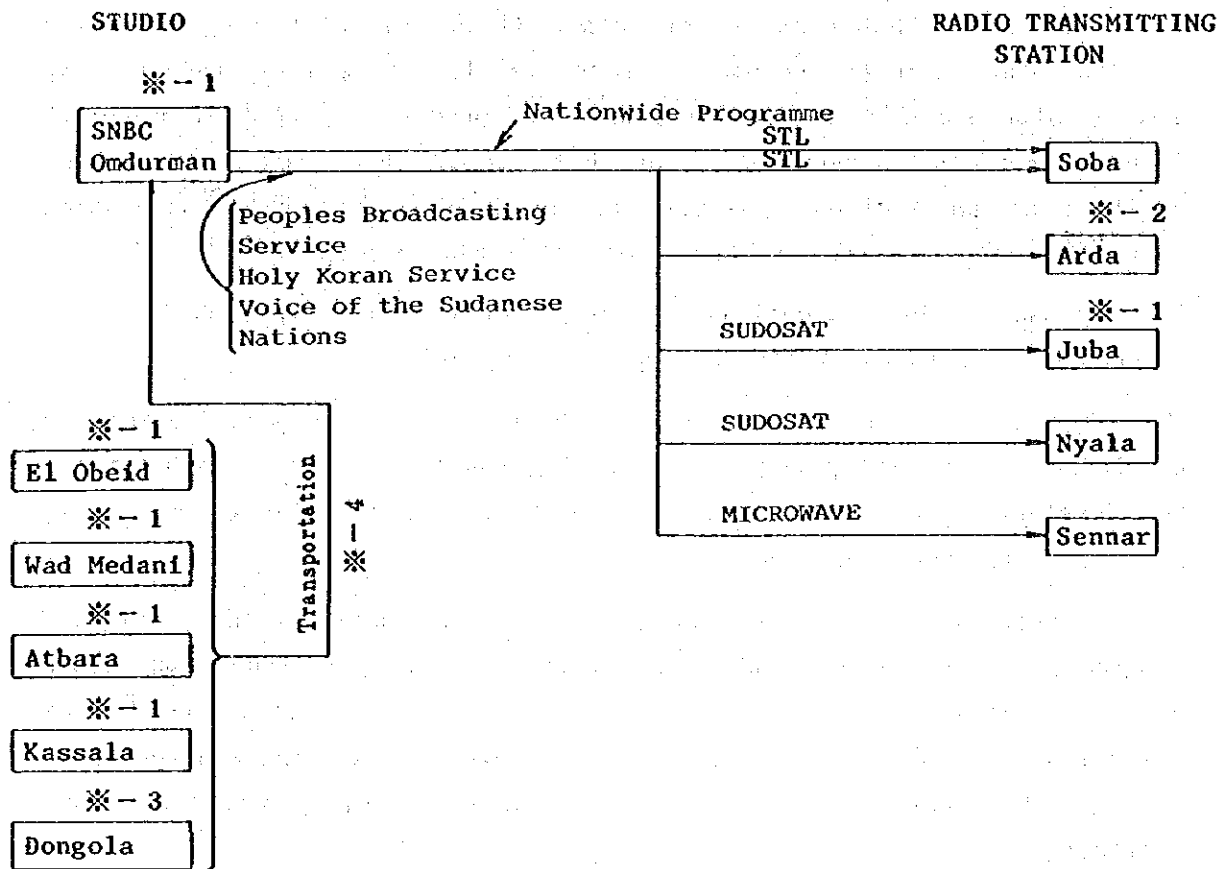 STUDIO
RADIO TRANSMITTING
STATION
※-1
SNBC
Omdurman
Nationwide Programme
STL
STL
Soba
Peoples Broadcasting
Service
Holy Koran Service
Voice of the Sudanese
Nations
※-2
Arda
※-1
SUDOSAT
Juba
SUDOSAT
Nyala
MICROWAVE
Sennar
※-1
El Obeid
※-1
Wad Medani
※-1
Atbara
※-1
Kassala
※-3
Dongola
Transportation
※-4